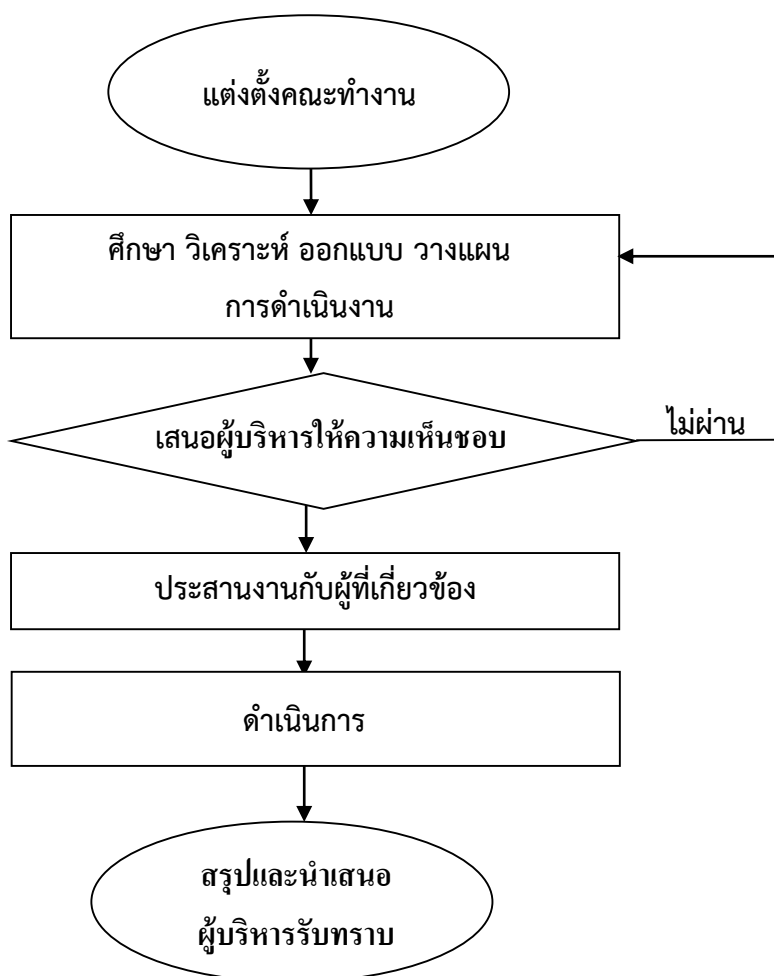 แต่งตั้งคณะทำงาน
ศึกษา วิเคราะห์ ออกแบบ วางแผน
การดำเนินงาน
เสนอผู้บริหารให้ความเห็นชอบ
ไม่ผ่าน
ประสานงานกับผู้ที่เกี่ยวข้อง
ดำเนินการ
สรุปและนำเสนอ
ผู้บริหารรับทราบ